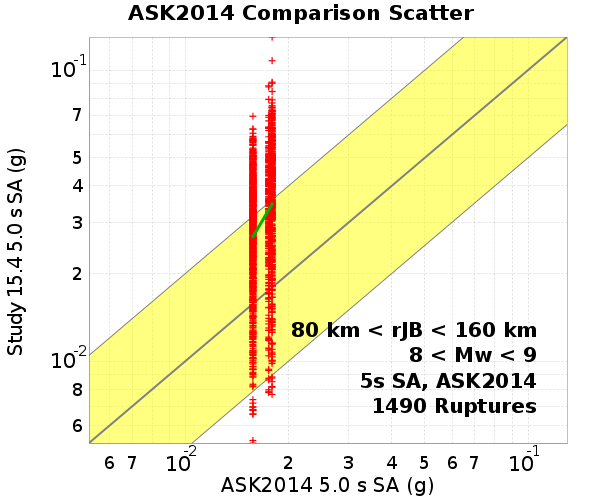 ASK2014 Comparison Scatter
Study 15.4 5.0 s SA (g)
10-1
7
5
4
3
2
10-2
8
6
80 km < rJB < 160 km
8 < Mw < 9
5s SA, ASK2014
1490 Ruptures
6 7 10-2 2 3 4 5 6 7 10-1
ASK2014 5.0 s SA (g)